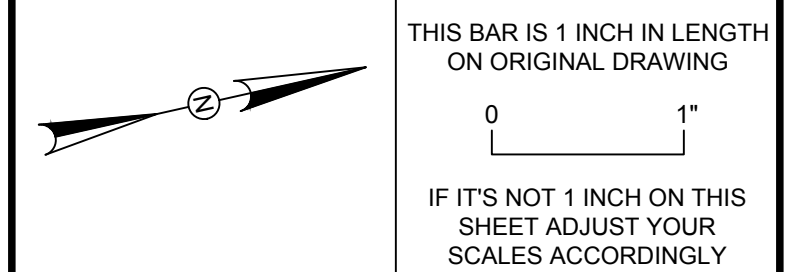 N
THIS BAR IS 1 INCH IN LENGTH
ON ORIGINAL DRAWING
0 1"
IF IT'S NOT 1 INCH ON THIS
SHEET ADJUST YOUR
SCALES ACCORDINGLY